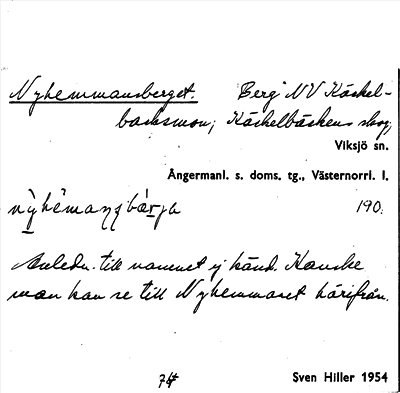 Nyhemmansberget. Berg NV Käskel-
backsmon; Käskelbäckens skog,
Viksjö sn.
Ångermanl. s. doms. tg., Västernorrl. l.
190.
Anledn. till namnet ej känd. Kanske
man kan se till Nyhemmanet härifrån.
74
Sven Hiller 1954